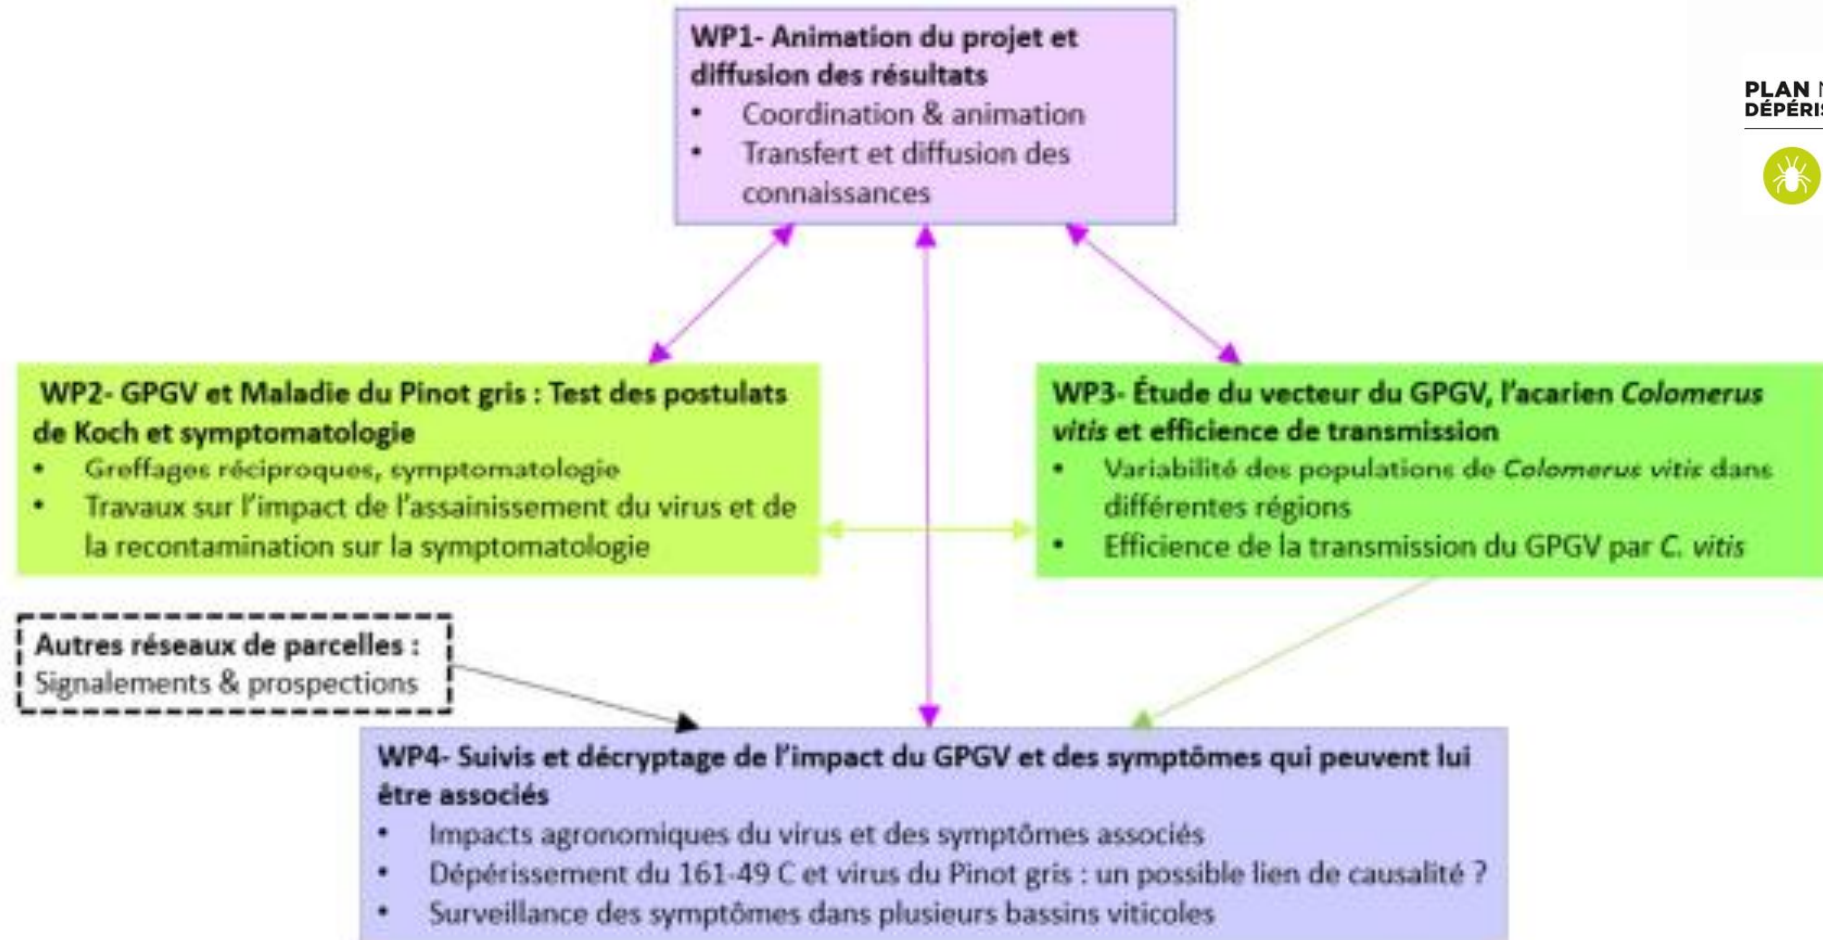 WP1- Animation du projet et
diffusion des résultats
• Coordination & animation
• Transfert et diffusion des
connaissances
PLAN
DÉPÉRIS
WP2- GPGV et Maladie du Pinot gris : Test des postulats
de Koch et symptomatologie
• Greffages réciproques, symptomatologie
• Travaux sur l'impact de l'assainissement du virus et de
la recontamination sur la symptomatologie
WP3- Étude du vecteur du GPGV, l'acarien Colomerus
vitis et efficience de transmission
• Variabilité des populations de Colomerus vitis dans
différentes régions
• Efficience de la transmission du GPGV par C. vitis
Autres réseaux de parcelles :
Signalements & prospections
WP4- Suivis et décryptage de l'impact du GPGV et des symptômes qui peuvent lui
être associés
• Impacts agronomiques du virus et des symptômes associés
• Dépérissement du 161-49 C et virus du Pinot gris : un possible lien de causalité ?
• Surveillance des symptômes dans plusieurs bassins viticoles